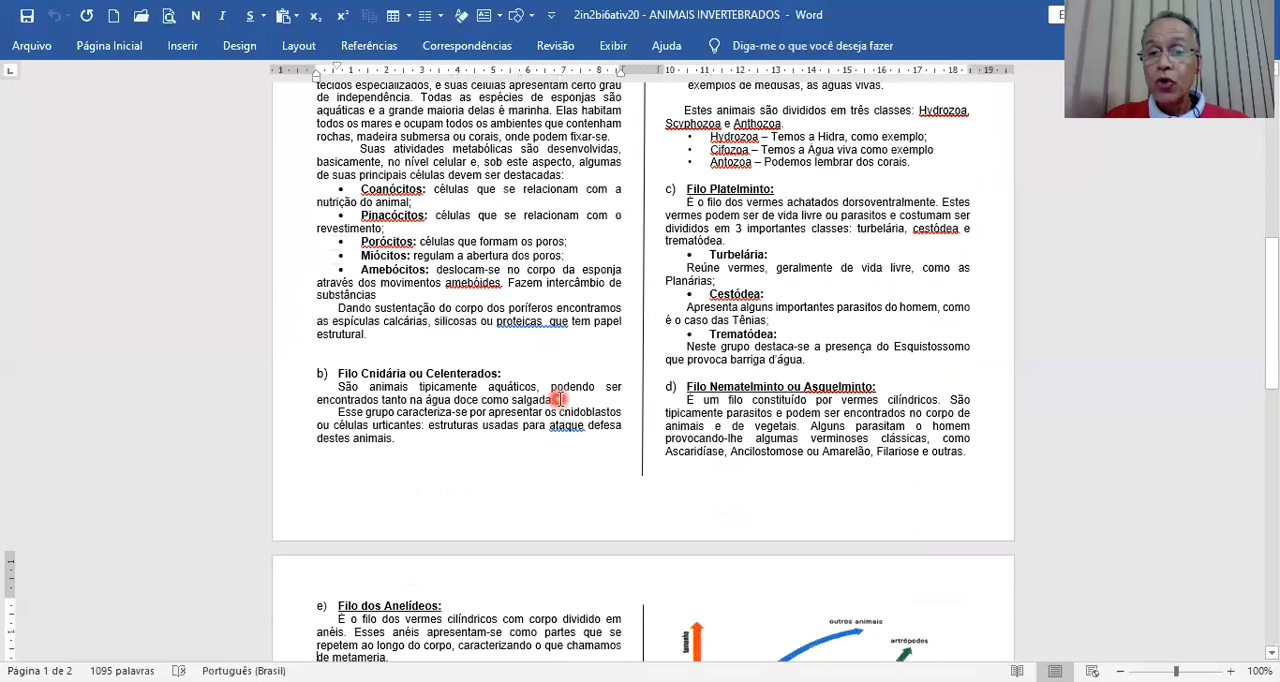 2in2bi6ativ20 - ANIMAIS INVERTEBRADOS - Word
Arquivo Página Inicial Inserir Design Layout Referências Correspondências Revisão Exibir Ajuda Diga-me o que você deseja fazer
tecidos especializados, e suas células apresentam certo grau
de independência. Todas as espécies de esponjas são
aquáticas e a grande maioria delas é marinha. Elas habitam
todos os mares e ocupam todos os ambientes que contenham
rochas, madeira submersa ou corais, onde podem fixar-se.
Suas atividades metabólicas são desenvolvidas,
basicamente, no nível celular e, sob este aspecto, algumas
de suas principais células devem ser destacadas:
• Coanócitos: células que se relacionam com a
nutrição do animal;
• Pinacócitos: células que se relacionam com o
revestimento;
• Porócitos: células que formam os poros;
• Miócitos: regulam a abertura dos poros;
• Amebócitos: deslocam-se no corpo da esponja
através dos movimentos amebóides. Fazem intercâmbio de
substâncias
Dando sustentação do corpo dos poríferos encontramos
as espículas calcárias, silicosas ou proteicas que tem papel
estrutural.
b) Filo Cnidária ou Celenterados:
São animais tipicamente aquáticos, podendo ser
encontrados tanto na água doce como salgada
Esse grupo caracteriza-se por apresentar os cnidoblastos
ou células urticantes: estruturas usadas para ataque defesa
destes animais.
exemplos de medusas, as águas vivas.
Estes animais são divididos em três classes: Hydrozoa,
Scyphozoa e Anthozoa.
• Hydrozoa – Temos a Hidra, como exemplo;
• Cifozoa – Temos a Água viva como exemplo
• Antozoa – Podemos lembrar dos corais.
c) Filo Platelminto:
É o filo dos vermes achatados dorsoventralmente. Estes
vermes podem ser de vida livre ou parasitos e costumam ser
divididos em 3 importantes classes: turbelária, cestódea e
trematódea.
• Turbelária:
Reúne vermes, geralmente de vida livre, como as
Planárias;
• Cestódea:
Apresenta alguns importantes parasitos do homem, como
é o caso das Tênias;
• Trematódea:
Neste grupo destaca-se a presença do Esquistossomo
que provoca barriga d'água.
d) Filo Nematelminto ou Asquelminto:
É um filo constituído por vermes cilíndricos. São
tipicamente parasitos e podem ser encontrados no corpo de
animais e de vegetais. Alguns parasitam o homem
provocando-lhe algumas verminoses clássicas, como
Ascaridíase, Ancilostomose ou Amarelão, Filariose e outras.
e) Filo dos Anelídeos:
É o filo dos vermes cilíndricos com corpo dividido em
anéis. Esses anéis apresentam-se como partes que se
repetem ao longo do corpo, caracterizando o que chamamos
de metameria.
tamanho
outros animais
artrópodes
Página 1 de 2 1095 palavras Português (Brasil) 100%